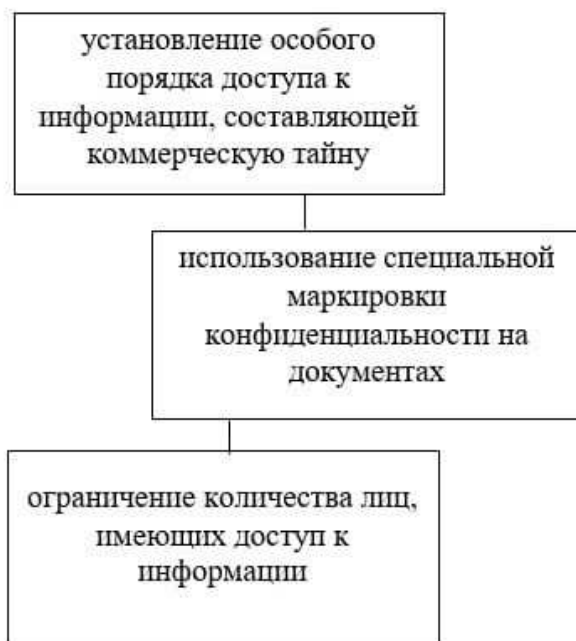 установление особого
порядка доступа к
информации, составляющей
коммерческую тайну
использование специальной
маркировки
конфиденциальности на
документах
ограничение количества лиц,
имеющих доступ к
информации